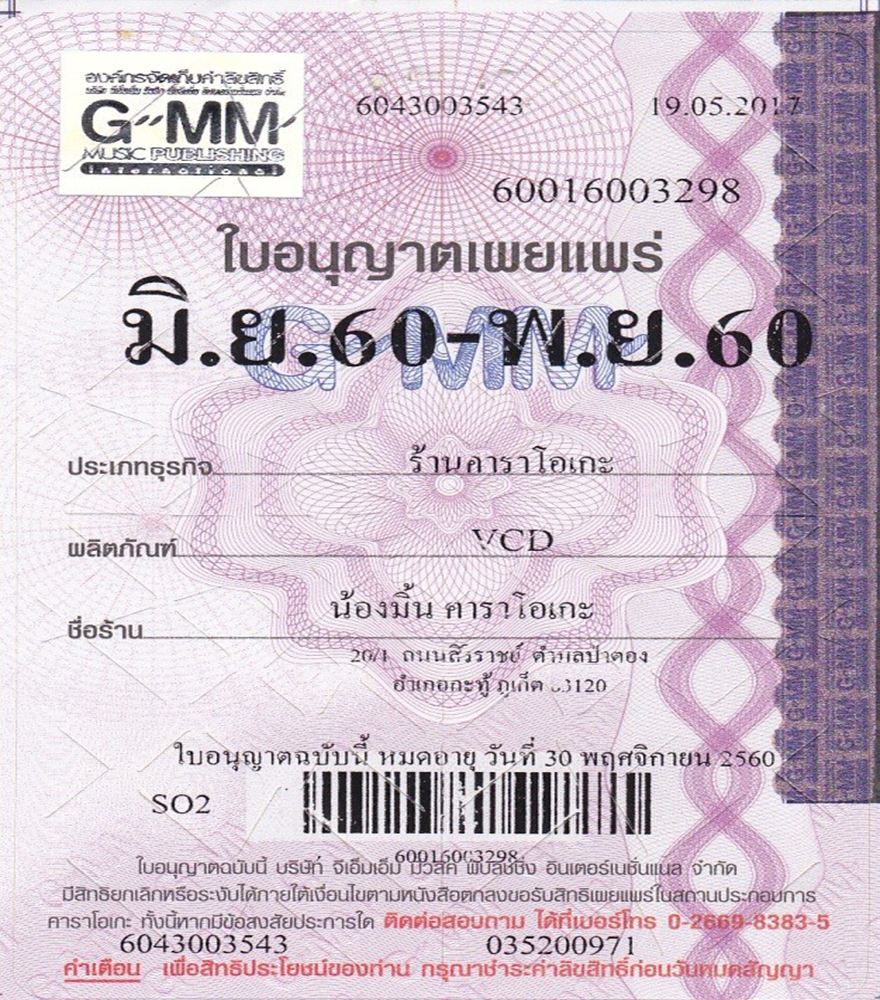 องค์กรจัดเก็บค่าลิขสิทธิ์
G-MM
MUSIC PUBLISHING
International
6043003543 19.05.2017
60016003298
ใบอนุญาตเผยแพร่
G-MM
มิ.ย.60-พ.ย.60
ประเภทธุรกิจ ร้านคาราโอเกะ
ผลิตภัณฑ์ VCD
ชื่อร้าน น้องมิ้น คาราโอเกะ
20/1 ถนนสิริราชย์ ตำบลป่าตอง
อำเภอกะทู้ ภูเก็ต 83120
ใบอนุญาตฉบับนี้ หมดอายุ วันที่ 30 พฤศจิกายน 2560
SO2
60016003298
ใบอนุญาตฉบับนี้ บริษัท จีเอ็มเอ็ม มิวสิค พับลิชชิ่ง อินเตอร์เนชั่นแนล จำกัด
มีสิทธิยกเลิกหรือระงับได้ภายใต้เงื่อนไขตามหนังสือตกลงขอรับสิทธิเผยแพร่ในสถานประกอบการ
คาราโอเกะ ทั้งนี้หากมีข้อสงสัยประการใด ติดต่อสอบถาม ได้ที่เบอร์โทร 0-2669-8383-5
6043003543 035200971
คำเตือน เพื่อสิทธิประโยชน์ของท่าน กรุณาชำระค่าลิขสิทธิ์ก่อนวันหมดสัญญา